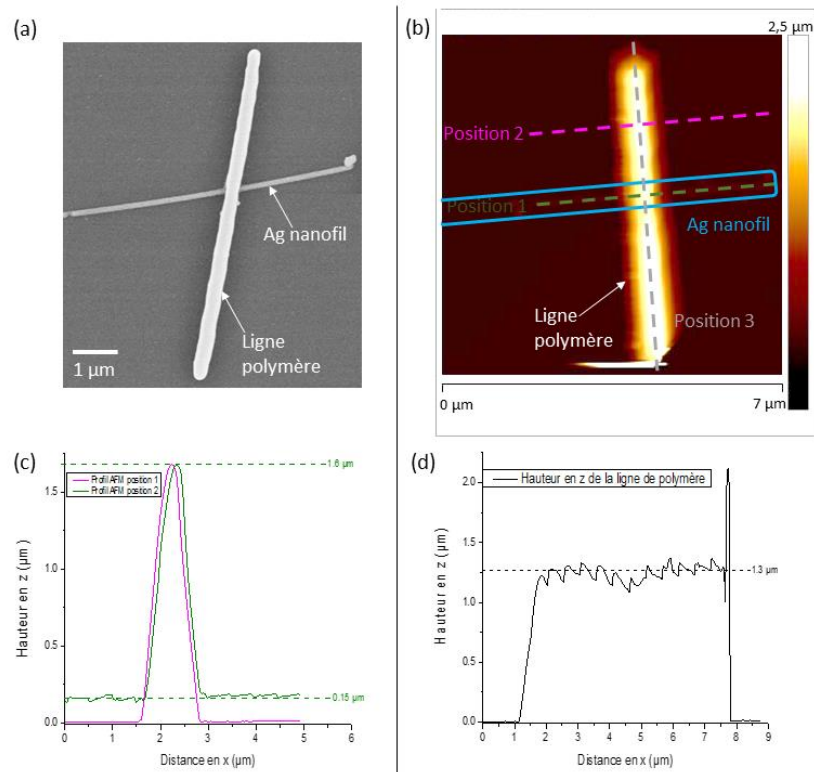 (a)
Ag nanofil
Ligne
polymère
1 µm
(b)
2,5 µm
Position 2
Position 1
Ag nanofil
Ligne
polymère
Position 3
0 µm
7 µm
(c)
Hauteur en z (µm)
1.5
1.0
0.5
0.0
Profil AFM position 1
Profil AFM position 2
1.6 µm
0.15 µm
0 1 2 3 4 5 6
Distance en x (µm)
(d)
Hauteur en z (µm)
2.0
1.5
1.0
0.5
0.0
Hauteur en z de la ligne de polymère
1.3 µm
0 1 2 3 4 5 6 7 8 9
Distance en x (µm)